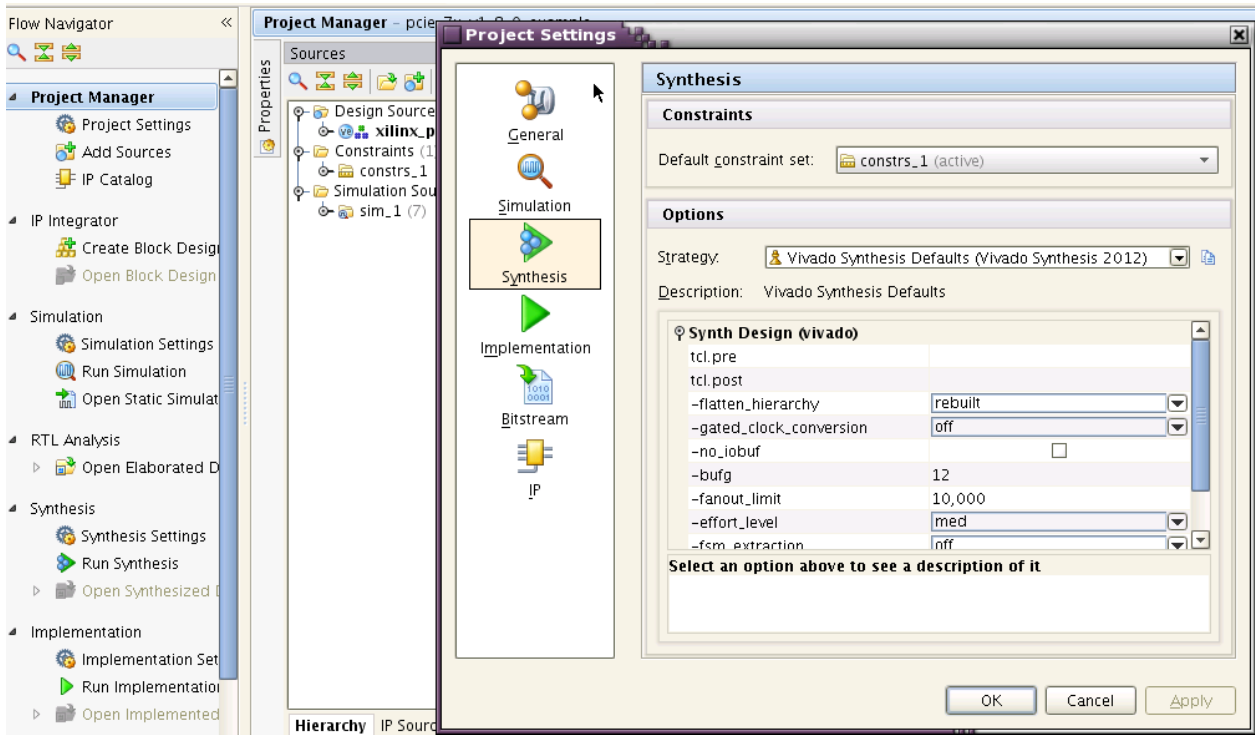 Flow Navigator
Project Manager
Project Settings
Add Sources
IP Catalog
IP Integrator
Create Block Desig
Open Block Design
Simulation
Simulation Settings
Run Simulation
Open Static Simulat
RTL Analysis
Open Elaborated D
Synthesis
Synthesis Settings
Run Synthesis
Open Synthesized D
Implementation
Implementation Set
Run Implementation
Open Implemented
Project Manager - pcie_7x_v1_8_0_example
Properties
Sources
Design Source
xilinx_p
Constraints (1)
constrs_1
Simulation Sou
sim_1 (7)
Hierarchy IP Sourc
Project Settings
General
Simulation
Synthesis
Implementation
Bitstream
IP
Synthesis
Constraints
Default constraint set: constrs_1 (active)
Options
Strategy: Vivado Synthesis Defaults (Vivado Synthesis 2012)
Description: Vivado Synthesis Defaults
Synth Design (vivado)
tcl.pre
tcl.post
-flatten_hierarchy rebuilt
-gated_clock_conversion off
-no_iobuf
-bufg 12
-fanout_limit 10,000
-effort_level med
-fsm_extraction off
Select an option above to see a description of it
OK Cancel Apply